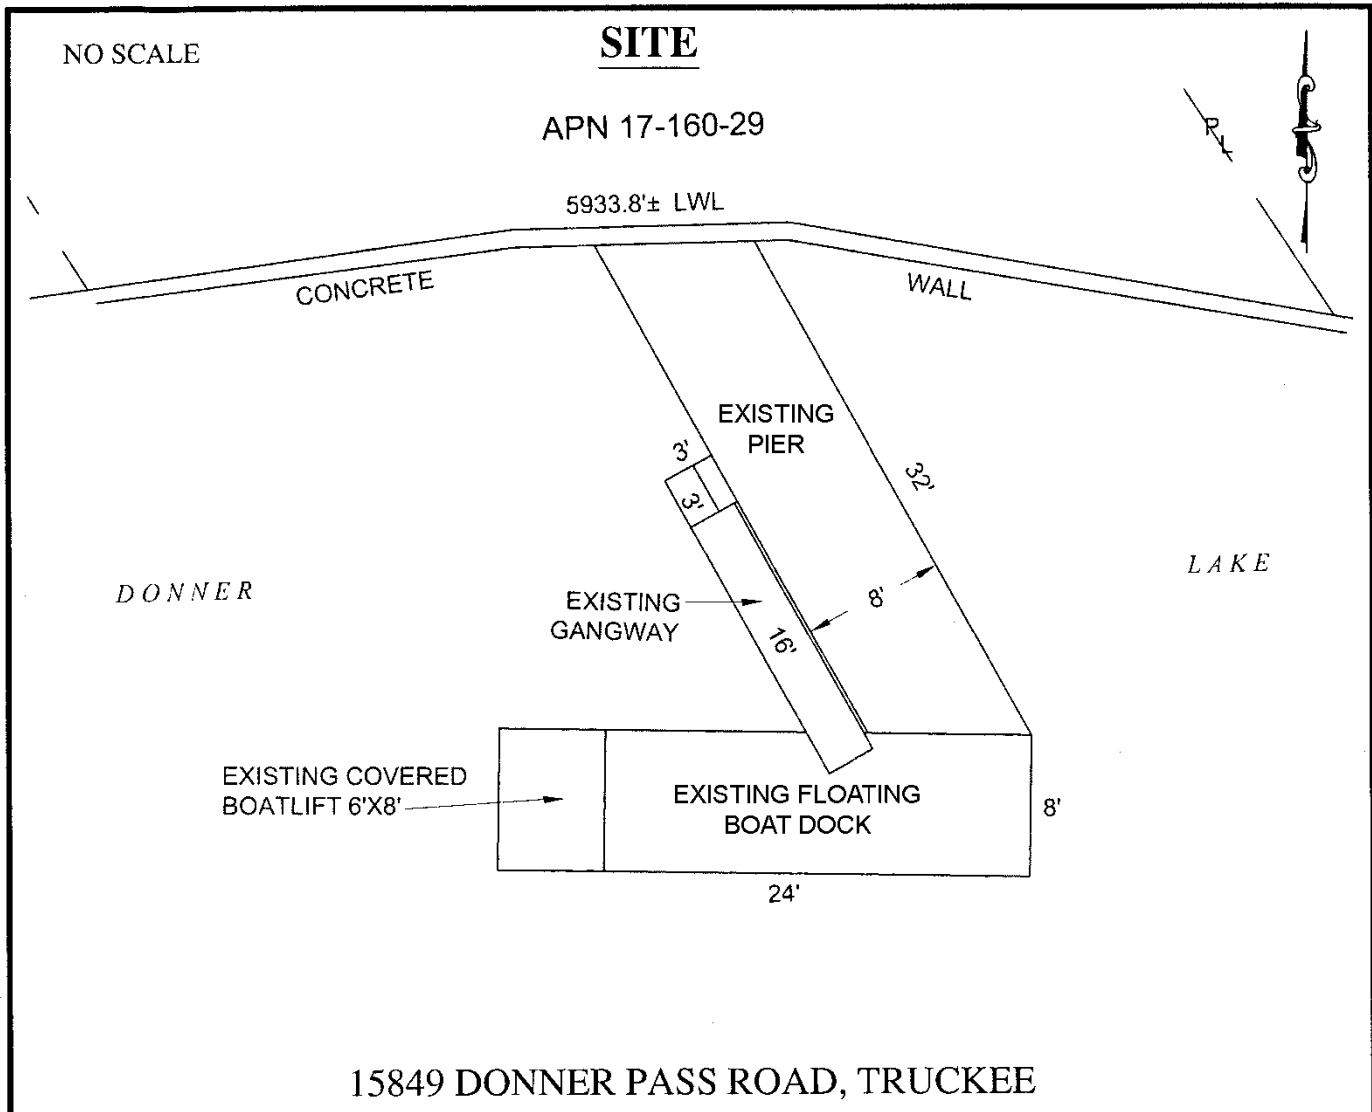 NO SCALE
SITE
APN 17-160-29
P
L
5933.8'± LWL
CONCRETE
WALL
EXISTING
PIER
3'
3'
32'
DONNER
LAKE
EXISTING
GANGWAY
16'
8'
EXISTING COVERED
BOATLIFT 6'X8'
EXISTING FLOATING
BOAT DOCK
8'
24'
15849 DONNER PASS ROAD, TRUCKEE